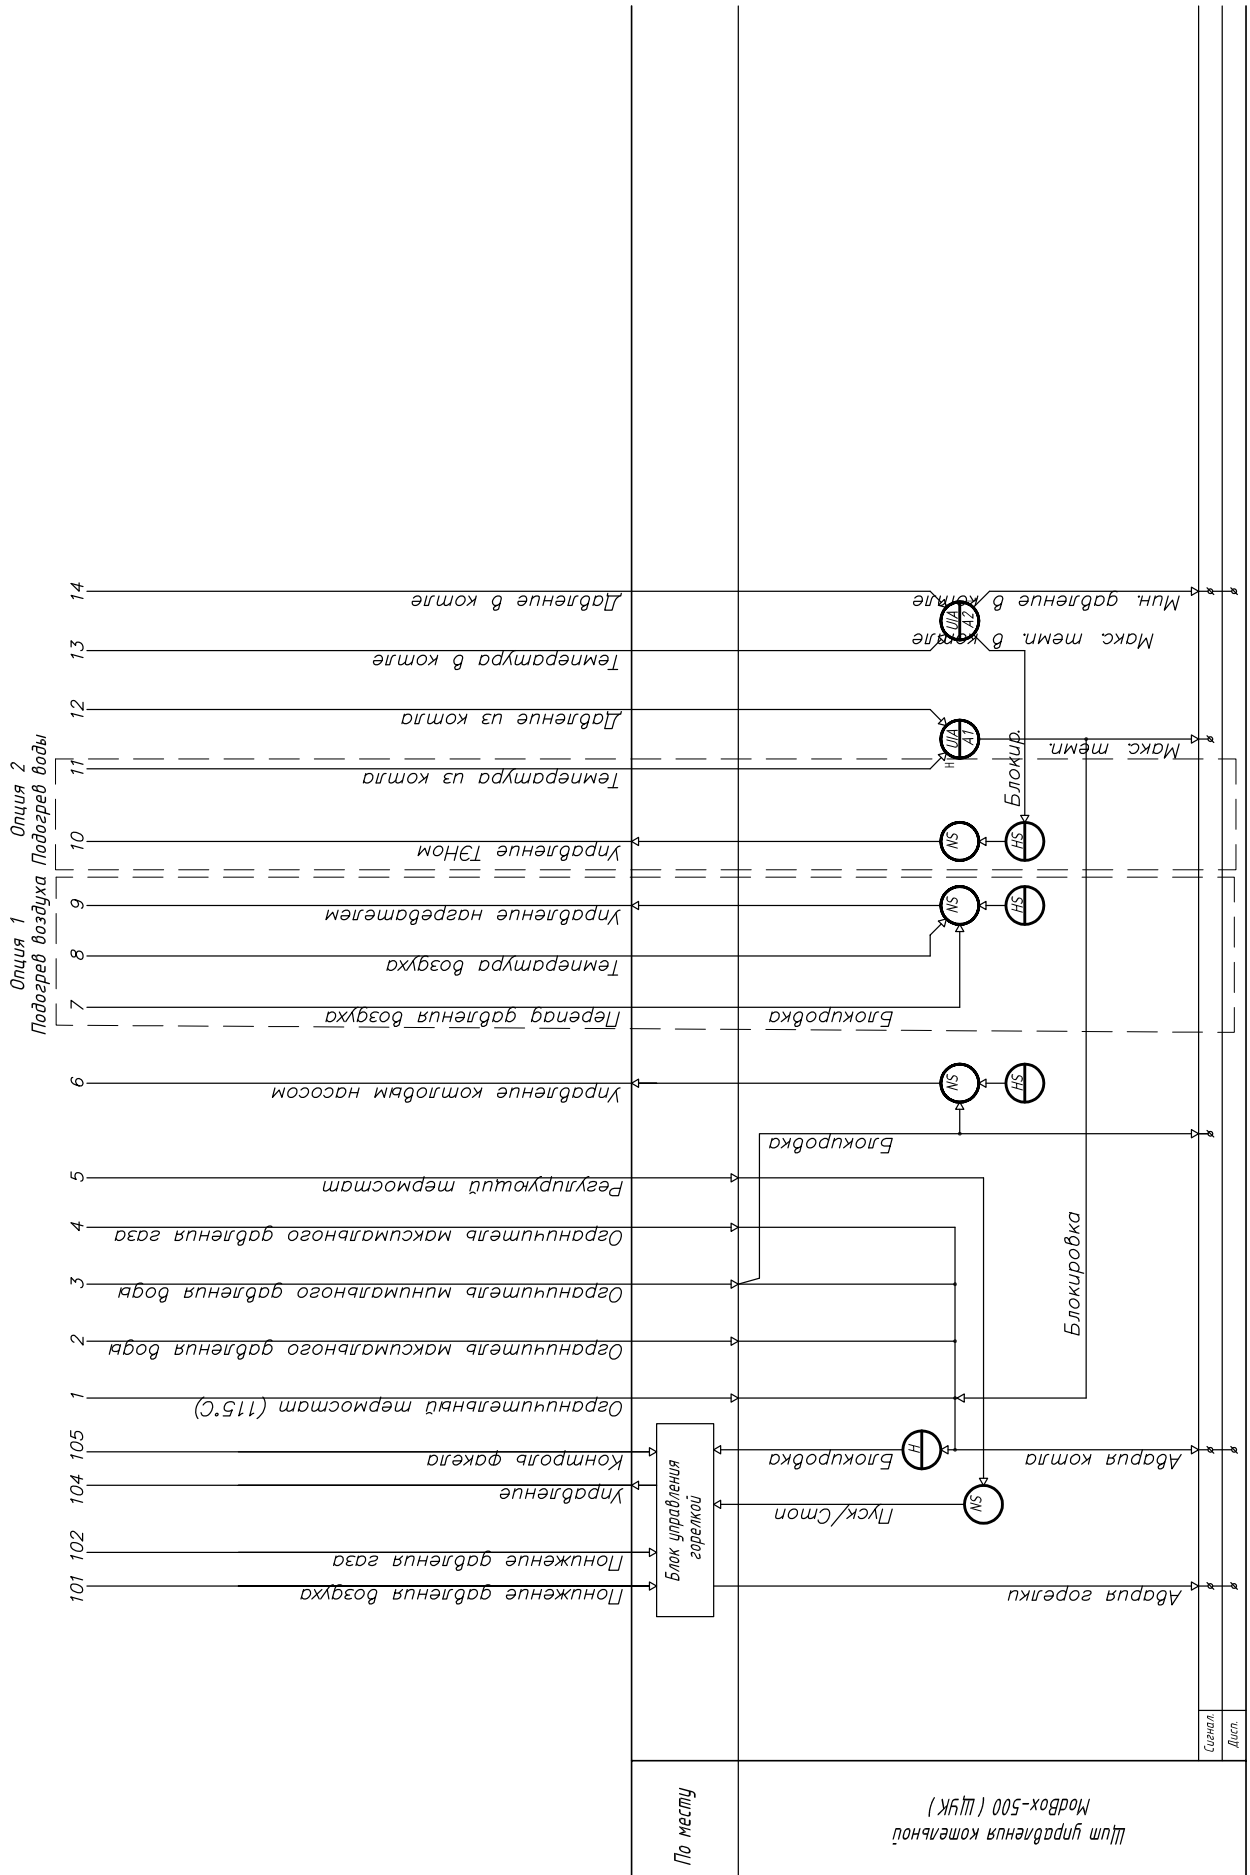 Опция 1
Подогрев воздуха
Опция 2
Подогрев воды
101
102
104
105
1
2
3
4
5
6
7
8
9
10
11
12
13
14
Понижение давления воздуха
Понижение давления газа
Управление
Контроль факела
Ограничительный термостат (115°С)
Ограничитель максимального давления воды
Ограничитель минимального давления воды
Ограничитель максимального давления газа
Регулирующий термостат
Управление котловым насосом
Перепад давления воздуха
Температура воздуха
Управление нагревателем
Управление ТЭНом
Температура из котла
Давление из котла
Температура в котле
Давление в котле
По месту
Блок управления
горелкой
Щит управления котельной
МодВох-500 ( ЩУК )
Пуск/Стоп
Блокировка
Блокировка
Блокировка
NS
H
NS
HS
NS
HS
NS
HS
H
UIA
A1
UIA
A2
Блокировка
Блокир.
Авария горелки
Авария котла
Макс. темп.
Макс. темп. в котле
Мин. давление в котле
Сигнал.
Дисп.